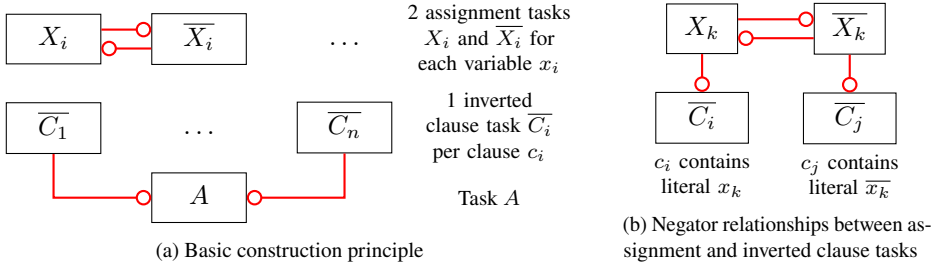 X_i
\overline{X_i}
...
2 assignment tasks
X_i and \overline{X_i} for
each variable x_i
\overline{C_1}
...
\overline{C_n}
1 inverted
clause task \overline{C_i}
per clause c_i
A
Task A
(a) Basic construction principle
X_k
\overline{X_k}
\overline{C_i}
\overline{C_j}
c_i contains
literal x_k
c_j contains
literal \overline{x_k}
(b) Negator relationships between as-
signment and inverted clause tasks